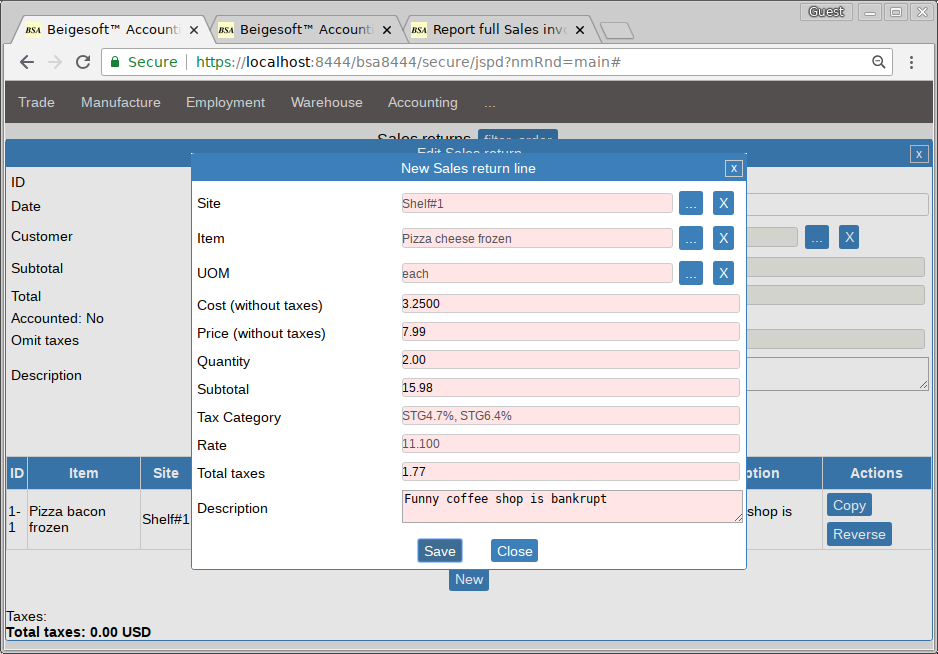 Guest
BSA Beigesoft™ Accounti
BSA Beigesoft™ Accounti
BSA Report full Sales invo
Secure https://localhost:8444/bsa8444/secure/jspd?nmRnd=main#
Trade Manufacture Employment Warehouse Accounting ...
Sales returns filter, order
Edit Sales return x
New Sales return line x
ID
Date
Customer ... X
Subtotal
Total
Accounted: No
Omit taxes
Description
Site Shelf#1 ... X
Item Pizza cheese frozen ... X
UOM each ... X
Cost (without taxes) 3.2500
Price (without taxes) 7.99
Quantity 2.00
Subtotal 15.98
Tax Category STG4.7%, STG6.4%
Rate 11.100
Total taxes 1.77
Description Funny coffee shop is bankrupt
Save Close
ID Item Site ption Actions
1-1 Pizza bacon frozen Shelf#1 shop is Copy
Reverse
New
Taxes:
Total taxes: 0.00 USD